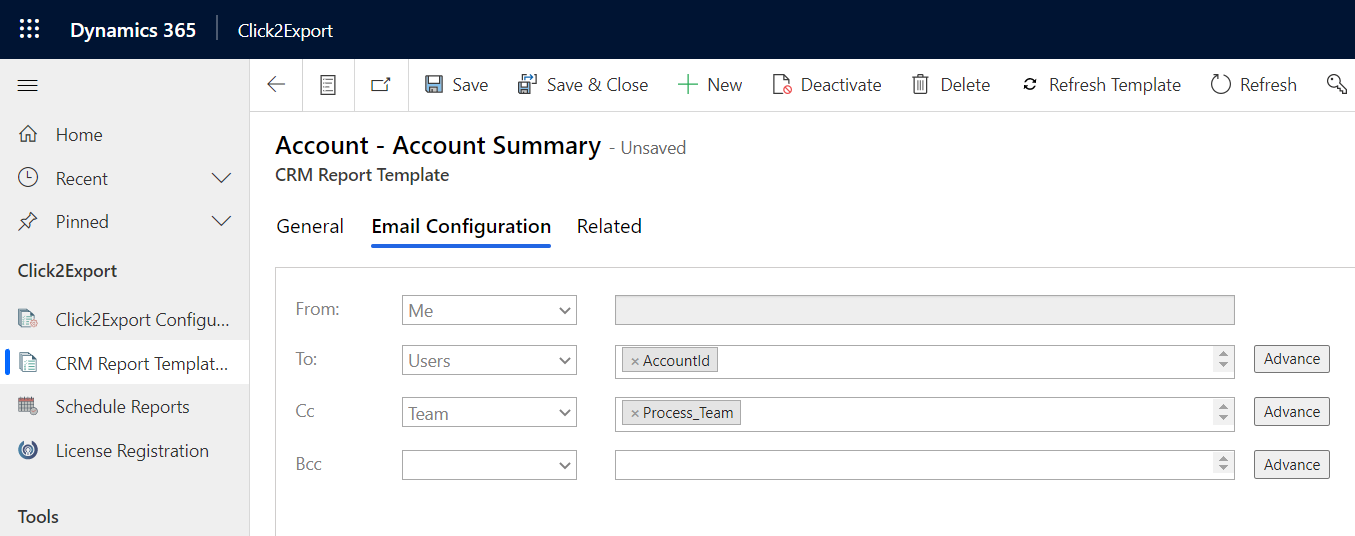 Dynamics 365 Click2Export
Save Save & Close New Deactivate Delete Refresh Template Refresh
Home
Recent
Pinned
Click2Export
Click2Export Configu...
CRM Report Templat...
Schedule Reports
License Registration
Tools
Account - Account Summary - Unsaved
CRM Report Template
General Email Configuration Related
From: Me
To: Users × AccountId Advance
Cc Team × Process_Team Advance
Bcc Advance